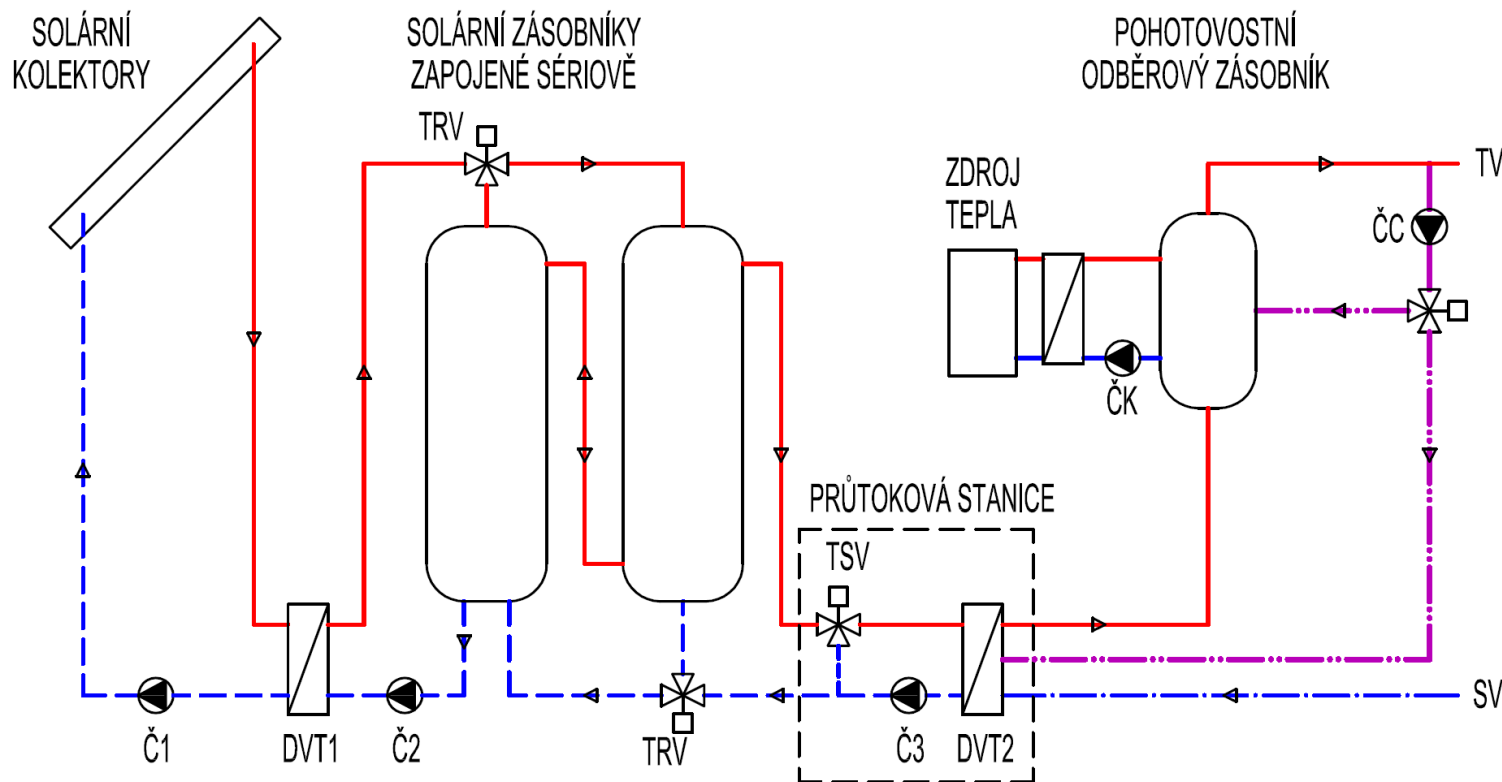 SOLÁRNÍ
KOLEKTORY
SOLÁRNÍ ZÁSOBNÍKY
ZAPOJENÉ SÉRIOVĚ
POHOTOVOSTNÍ
ODBĚROVÝ ZÁSOBNÍK
TRV
ZDROJ
TEPLA
TV
ČC
ČK
PRŮTOKOVÁ STANICE
TSV
SV
Č1
DVT1
Č2
TRV
Č3
DVT2